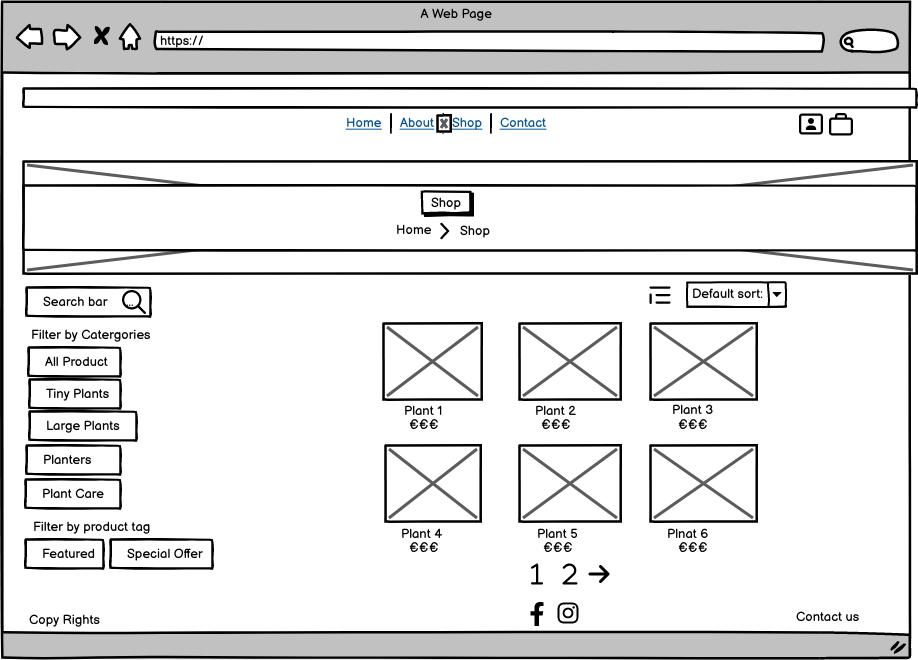 A Web Page
https://
Home About Shop Contact
Shop
Home Shop
Search bar
Default sort:
Filter by Catergories
All Product
Tiny Plants
Large Plants
Planters
Plant Care
Filter by product tag
Featured Special Offer
Plant 1 Plant 2 Plant 3
€€€ €€€ €€€
Plant 4 Plant 5 Plnat 6
€€€ €€€ €€€
1 2
Copy Rights
Contact us